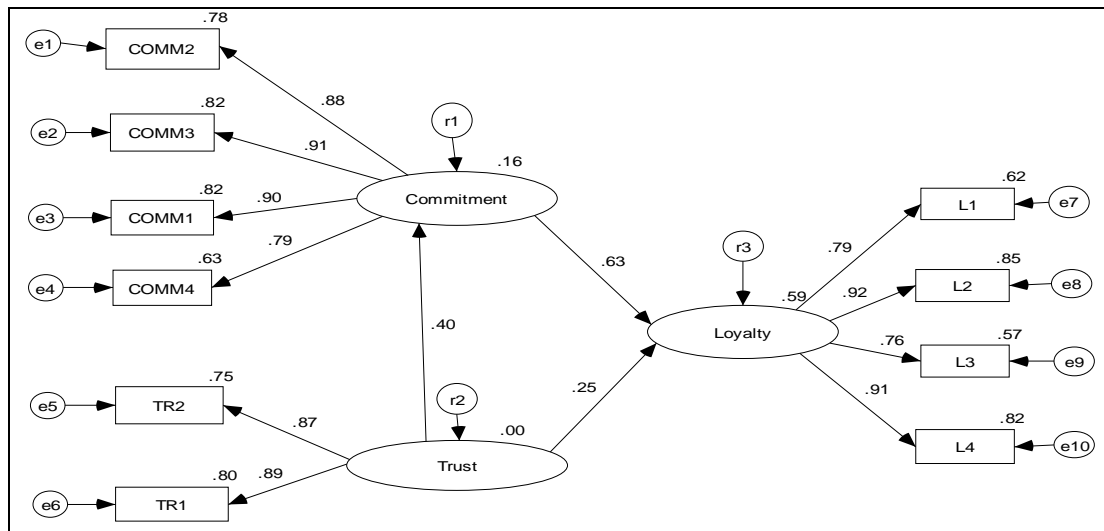 .78
e1
COMM2
.88
.82
e2
COMM3
.91
r1
.16
Commitment
.82
e3
COMM1
.90
.79
.63
e4
COMM4
.40
.63
.62
L1
e7
.79
r3
.85
L2
e8
.92
.59
Loyalty
.57
L3
e9
.76
.25
.91
.82
L4
e10
.75
e5
TR2
.87
r2
.00
Trust
.89
.80
e6
TR1